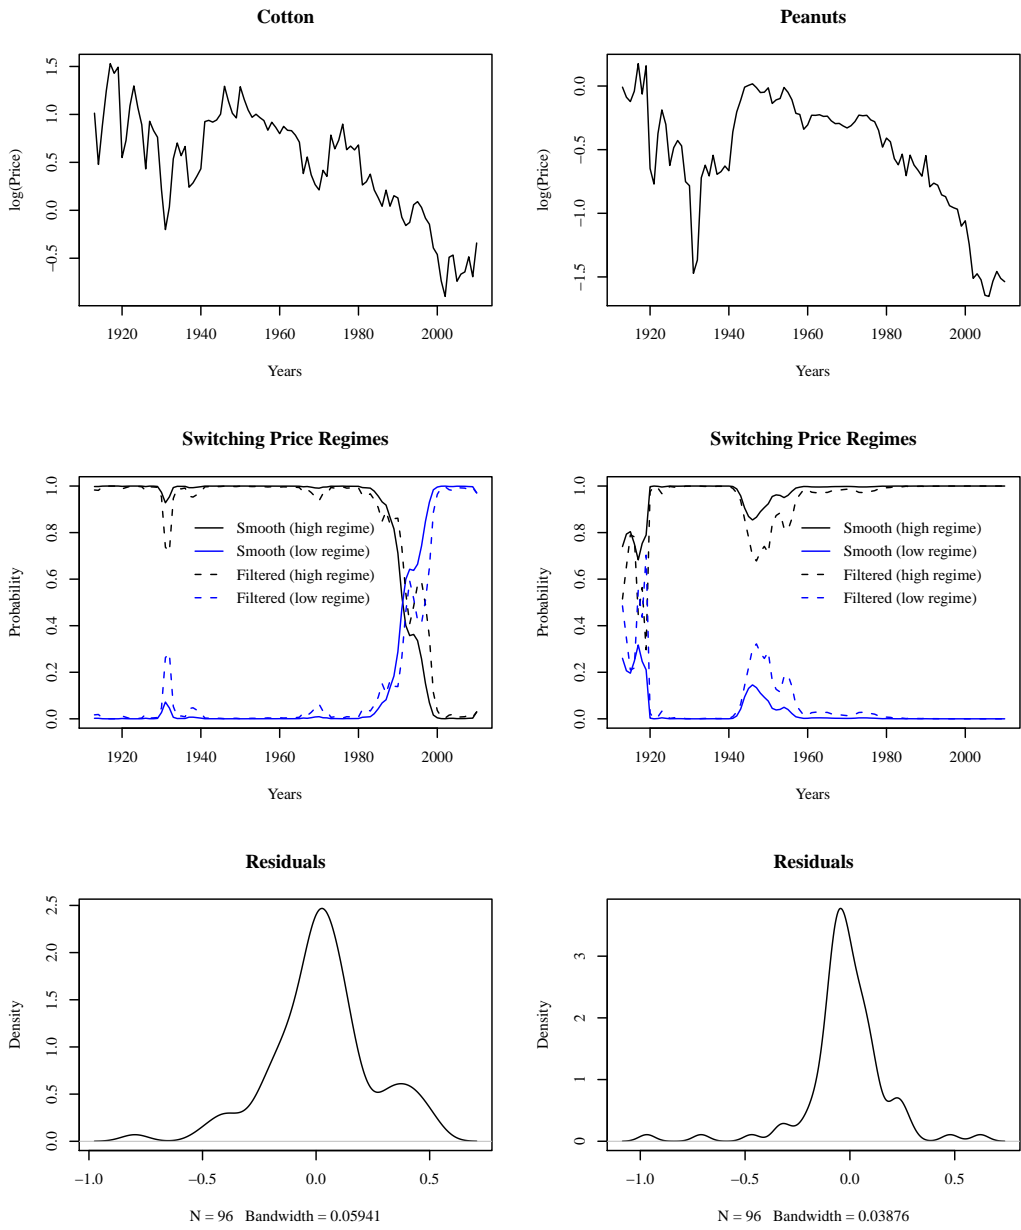 Cotton
Peanuts
log(Price)
1.5
1.0
0.5
0.0
−0.5
1920 1940 1960 1980 2000
Years
log(Price)
0.0
−0.5
−1.0
−1.5
1920 1940 1960 1980 2000
Years
Switching Price Regimes
Switching Price Regimes
Probability
1.0
0.8
0.6
0.4
0.2
0.0
Smooth (high regime)
Smooth (low regime)
Filtered (high regime)
Filtered (low regime)
1920 1940 1960 1980 2000
Years
Probability
1.0
0.8
0.6
0.4
0.2
0.0
Smooth (high regime)
Smooth (low regime)
Filtered (high regime)
Filtered (low regime)
1920 1940 1960 1980 2000
Years
Residuals
Residuals
Density
2.5
2.0
1.5
1.0
0.5
0.0
−1.0 −0.5 0.0 0.5
N = 96 Bandwidth = 0.05941
Density
3
2
1
0
−1.0 −0.5 0.0 0.5
N = 96 Bandwidth = 0.03876